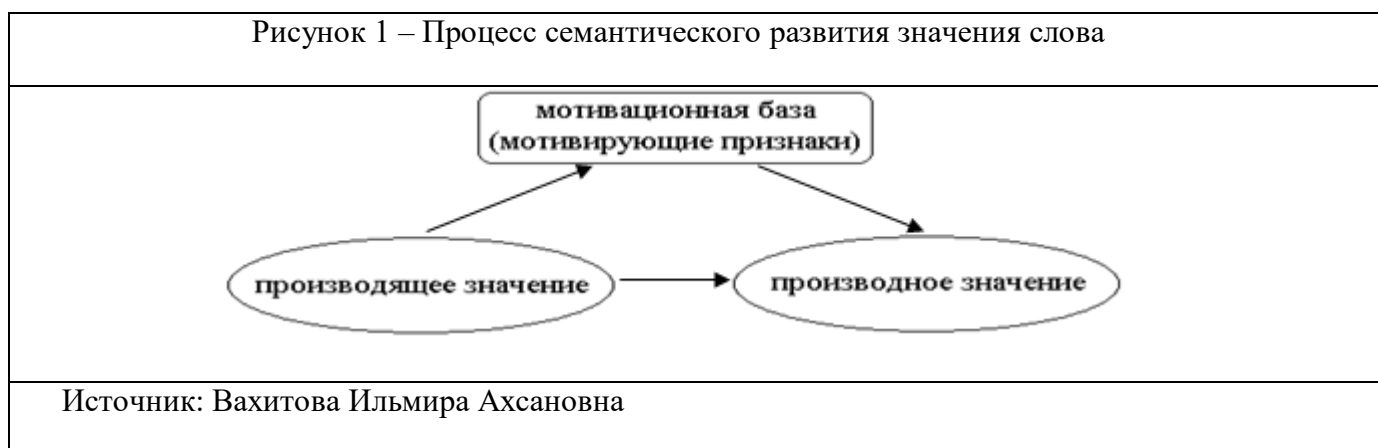 Рисунок 1 – Процесс семантического развития значения слова
мотивационная база
(мотивирующие признаки)
производящее значение
производное значение
Источник: Вахитова Ильмира Ахсановна